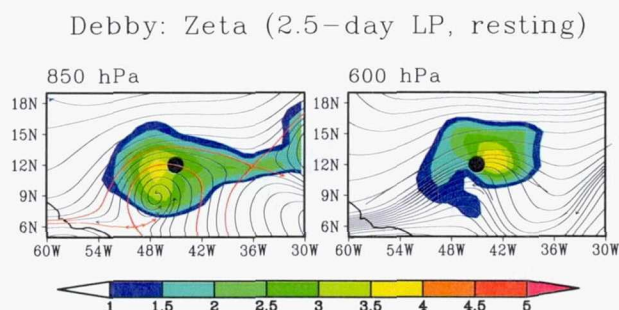 Debby: Zeta (2.5-day LP, resting)
850 hPa
600 hPa
18N
15N
12N
9N
6N
60W 54W 48W 42W 36W 30W
18N
15N
12N
9N
6N
60W 54W 48W 42W 36W 30W
1 1.5 2 2.5 3 3.5 4 4.5 5